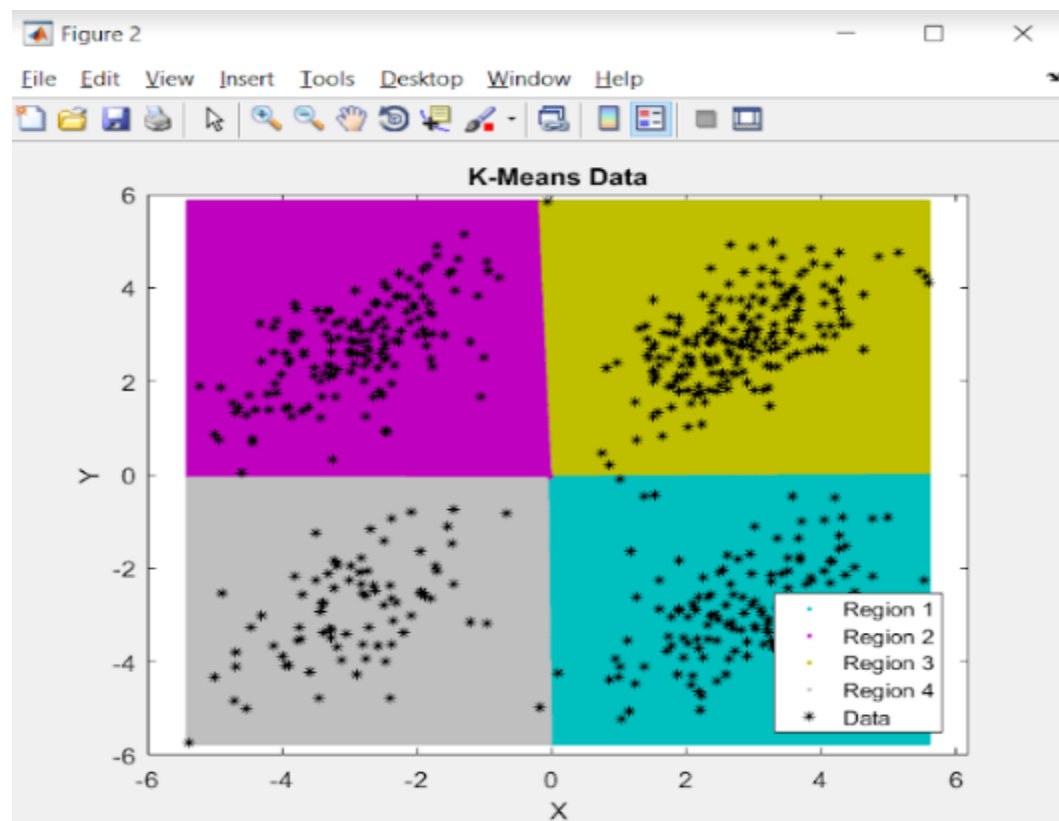 Figure 2
File Edit View Insert Tools Desktop Window Help
K-Means Data
6
4
2
0
-2
-4
-6
Y
-6 -4 -2 0 2 4 6
X
Region 1
Region 2
Region 3
Region 4
Data